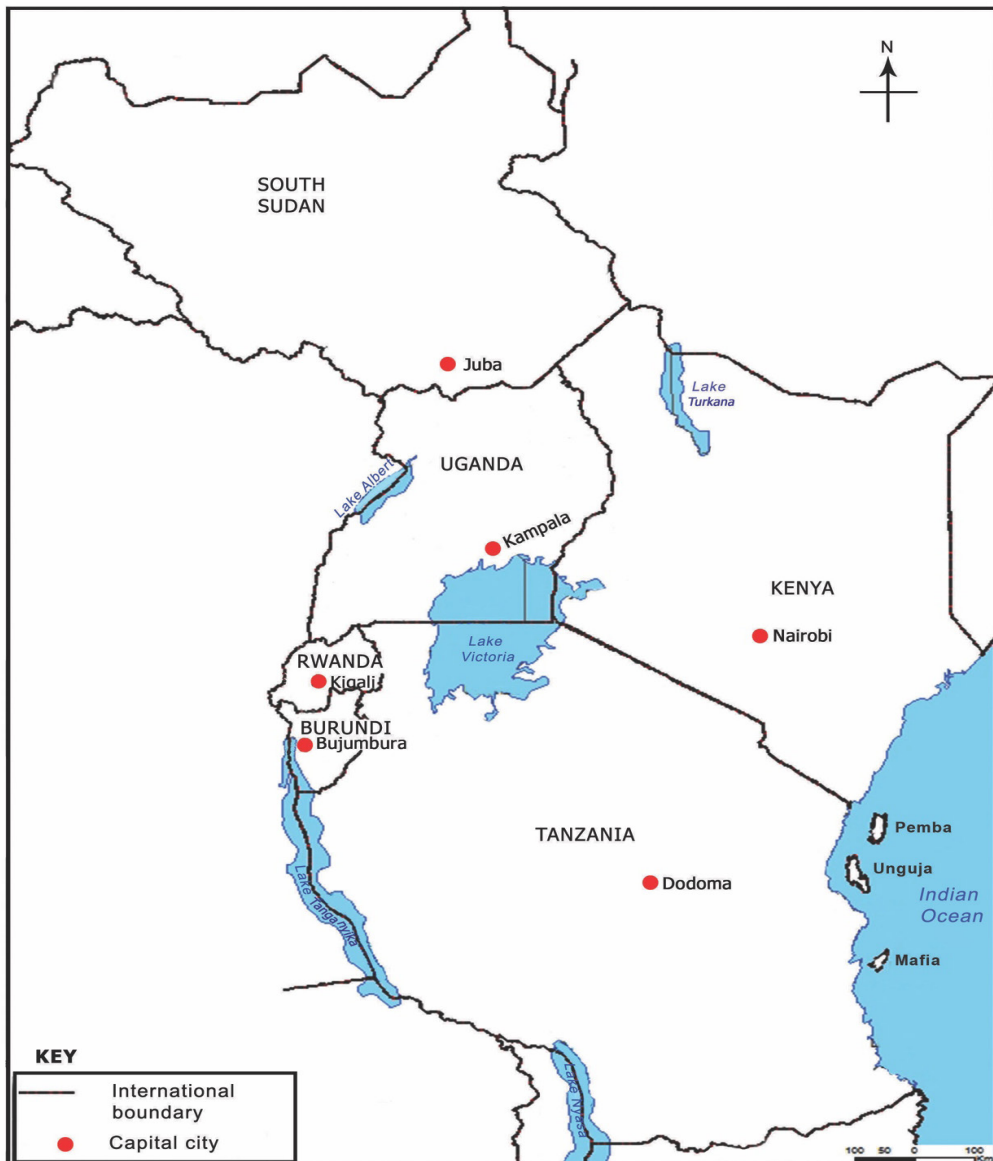 N
SOUTH
SUDAN
Juba
Lake
Turkana
UGANDA
Lake Albert
Kampala
KENYA
Nairobi
Lake
Victoria
RWANDA
Kigali
BURUNDI
Bujumbura
TANZANIA
Pemba
Unguja
Dodoma
Indian
Ocean
Lake Tanganyika
Mafia
KEY
International
boundary
Capital city
Lake Nyasa
100 50 0 100
Km